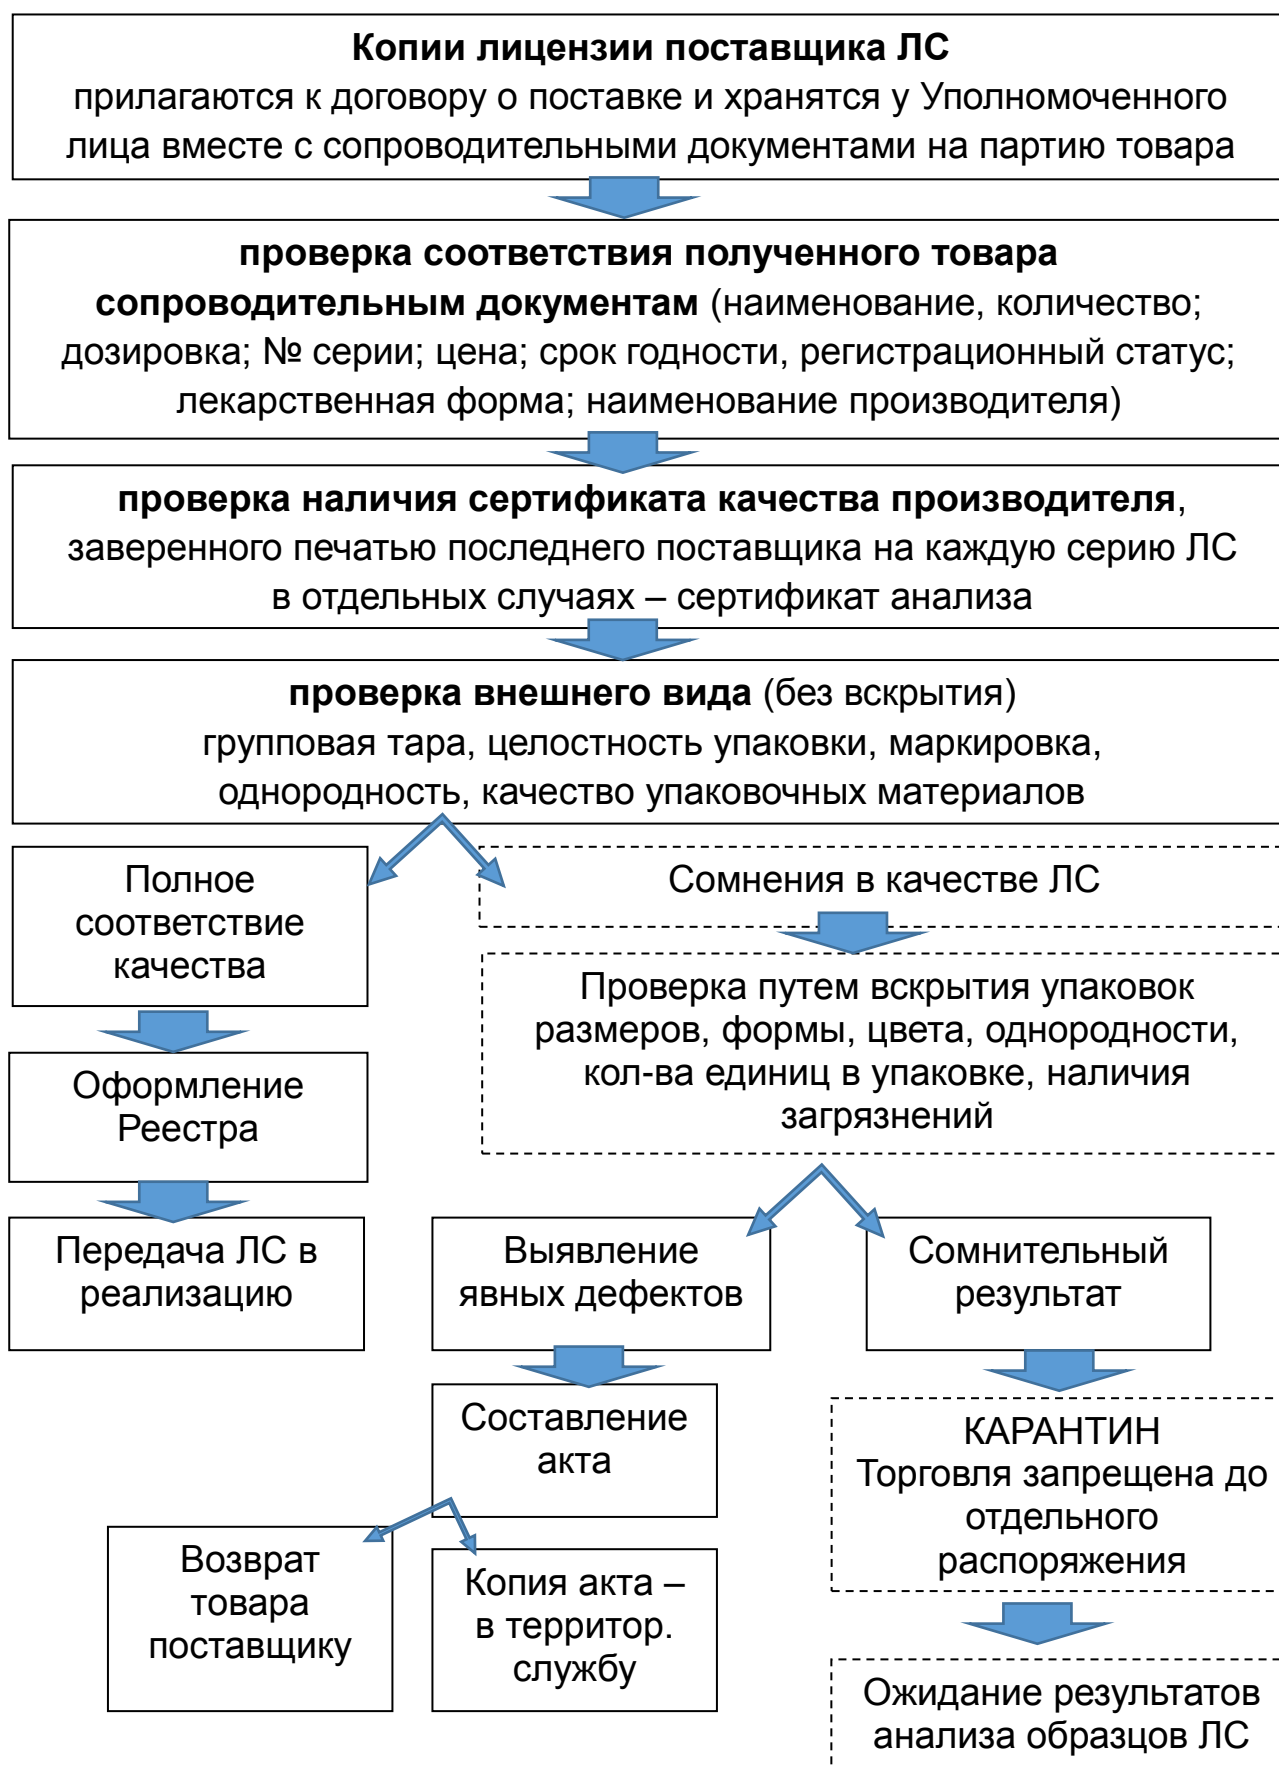 Копии лицензии поставщика ЛС
прилагаются к договору о поставке и хранятся у Уполномоченного
лица вместе с сопроводительными документами на партию товара
проверка соответствия полученного товара
сопроводительным документам (наименование, количество;
дозировка; № серии; цена; срок годности, регистрационный статус;
лекарственная форма; наименование производителя)
проверка наличия сертификата качества производителя,
заверенного печатью последнего поставщика на каждую серию ЛС
в отдельных случаях – сертификат анализа
проверка внешнего вида (без вскрытия)
групповая тара, целостность упаковки, маркировка,
однородность, качество упаковочных материалов
Полное
соответствие
качества
Оформление
Реестра
Передача ЛС в
реализацию
Сомнения в качестве ЛС
Проверка путем вскрытия упаковок
размеров, формы, цвета, однородности,
кол-ва единиц в упаковке, наличия
загрязнений
Выявление
явных дефектов
Составление
акта
Возврат
товара
поставщику
Копия акта –
в территор.
службу
Сомнительный
результат
КАРАНТИН
Торговля запрещена до
отдельного
распоряжения
Ожидание результатов
анализа образцов ЛС